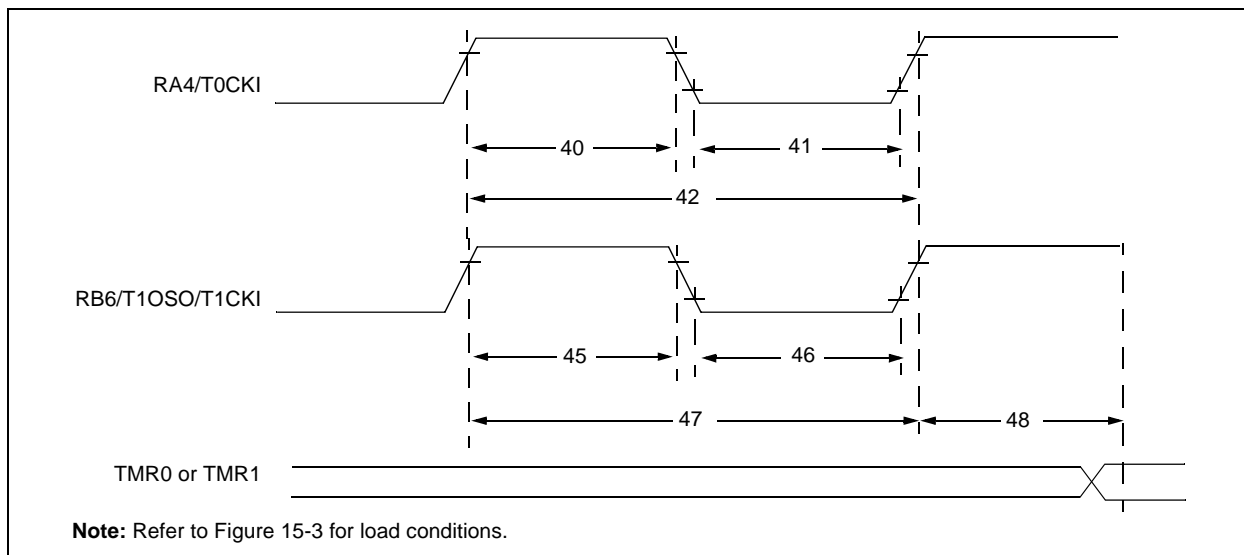 RA4/T0CKI
40
41
42
RB6/T1OSO/T1CKI
45
46
47
48
TMR0 or TMR1
Note: Refer to Figure 15-3 for load conditions.